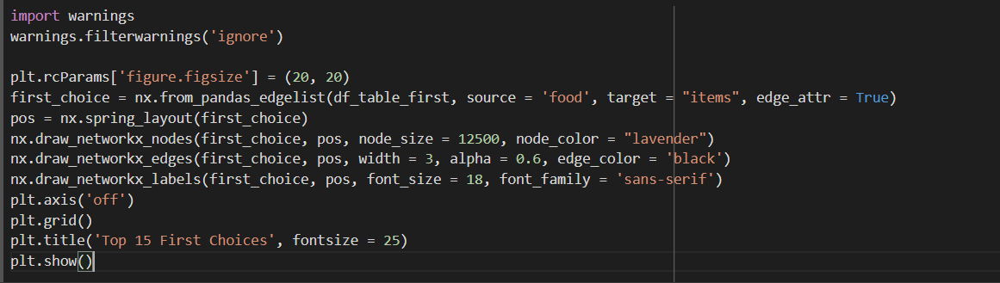 import warnings
warnings.filterwarnings('ignore')
plt.rcParams['figure.figsize'] = (20, 20)
first_choice = nx.from_pandas_edgelist(df_table_first, source = 'food', target = "items", edge_attr = True)
pos = nx.spring_layout(first_choice)
nx.draw_networkx_nodes(first_choice, pos, node_size = 12500, node_color = "lavender")
nx.draw_networkx_edges(first_choice, pos, width = 3, alpha = 0.6, edge_color = 'black')
nx.draw_networkx_labels(first_choice, pos, font_size = 18, font_family = 'sans-serif')
plt.axis('off')
plt.grid()
plt.title('Top 15 First Choices', fontsize = 25)
plt.show()